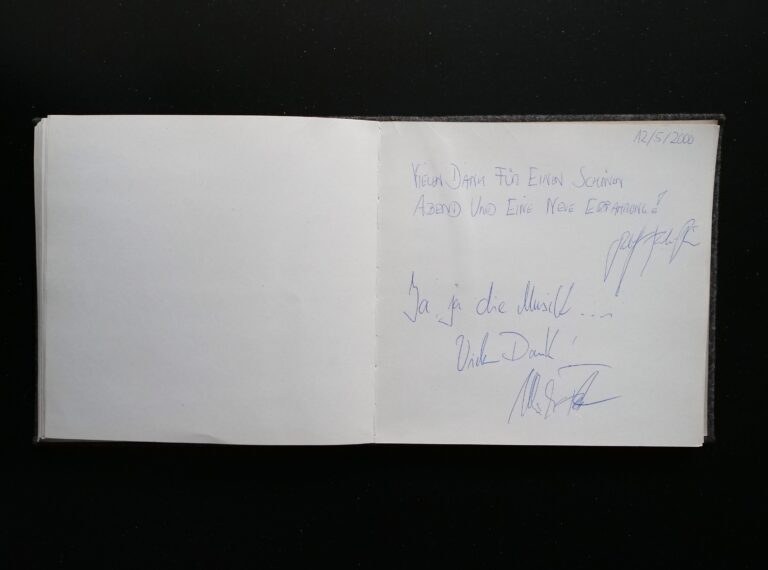 12/5/2000
VIELEN DANK FÜR EINEN SCHÖNEN
ABEND UND EINE NEUE ERFAHRUNG!
Ja, ja die Musik ....
Vielen Dank!